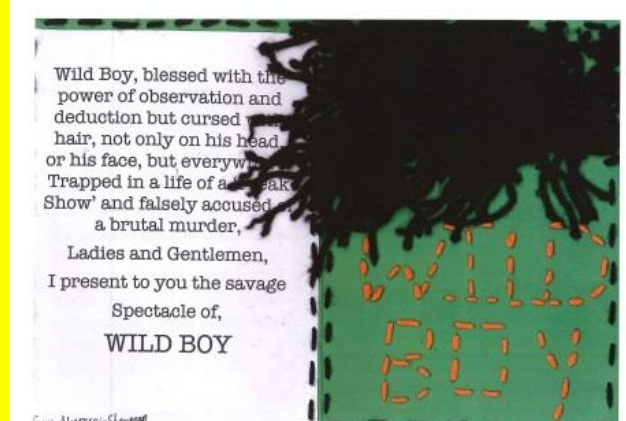 Wild Boy, blessed with the
power of observation and
deduction but cursed
hair, not only on his head
or his face, but
Trapped in a life of a
Show' and falsely accused
a brutal murder,
Ladies and Gentlemen,
I present to you the savage
Spectacle of,
WILD BOY
WILD
BOY